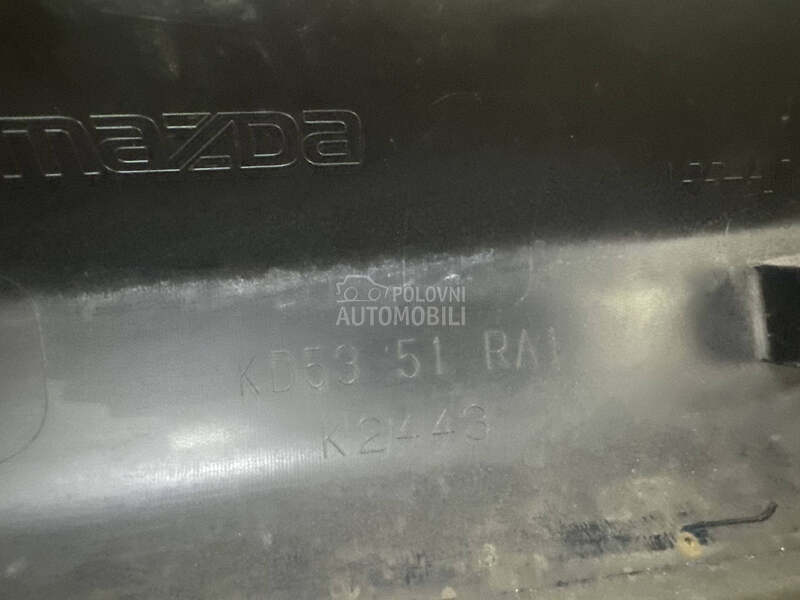 mazda
POLOVNI
AUTOMOBILI
KD53 51 RA1
K2443